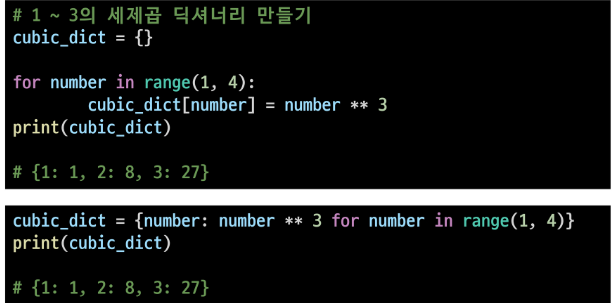 # 1 ~ 3의 세제곱 딕셔너리 만들기
cubic_dict = {}
for number in range(1, 4):
        cubic_dict[number] = number ** 3
print(cubic_dict)
# {1: 1, 2: 8, 3: 27}
cubic_dict = {number: number ** 3 for number in range(1, 4)}
print(cubic_dict)
# {1: 1, 2: 8, 3: 27}